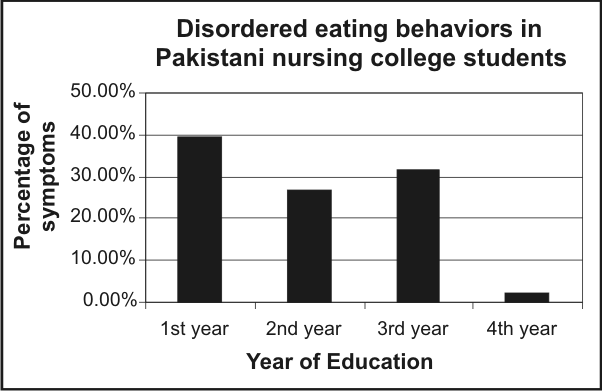 Disordered eating behaviors in
Pakistani nursing college students
Percentage of
symptoms
50.00%
40.00%
30.00%
20.00%
10.00%
0.00%
1st year 2nd year 3rd year 4th year
Year of Education